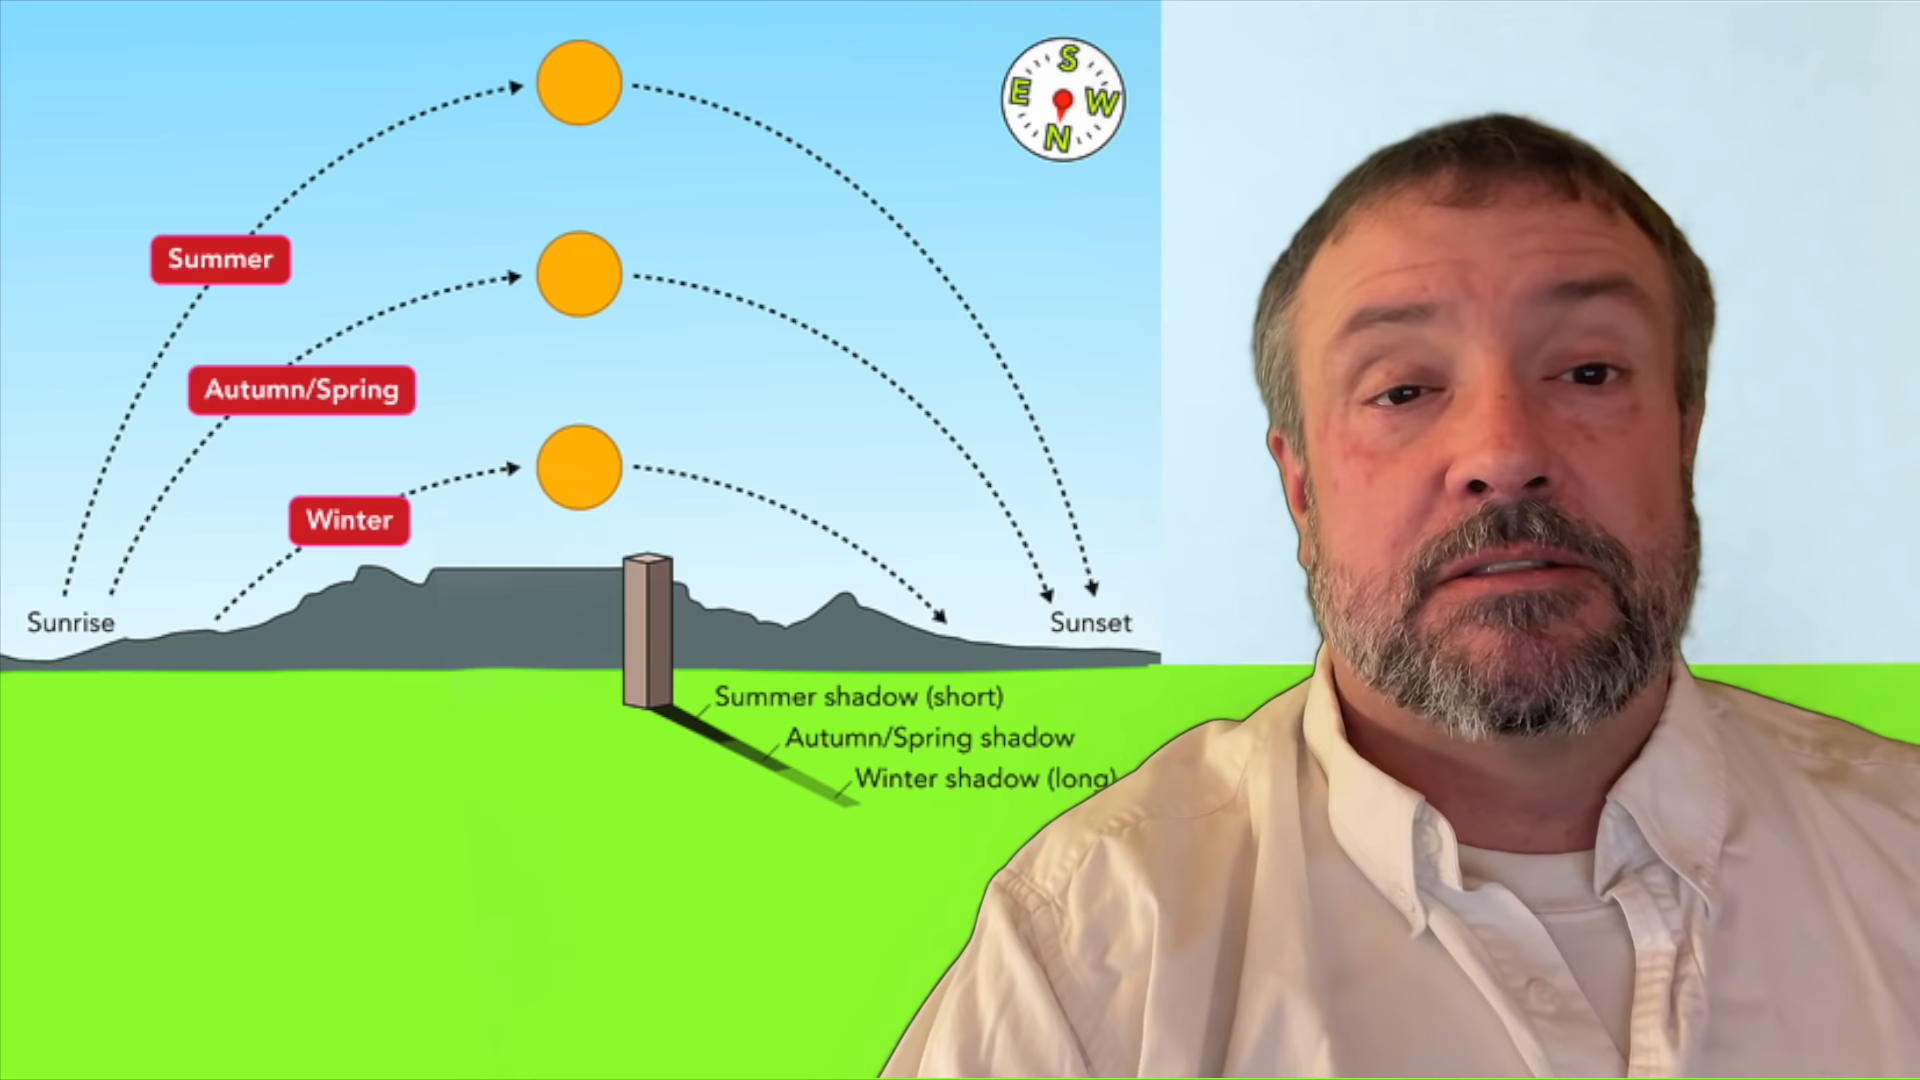 S
E
W
N
Summer
Autumn/Spring
Winter
Sunrise
Sunset
Summer shadow (short)
Autumn/Spring shadow
Winter shadow (long)